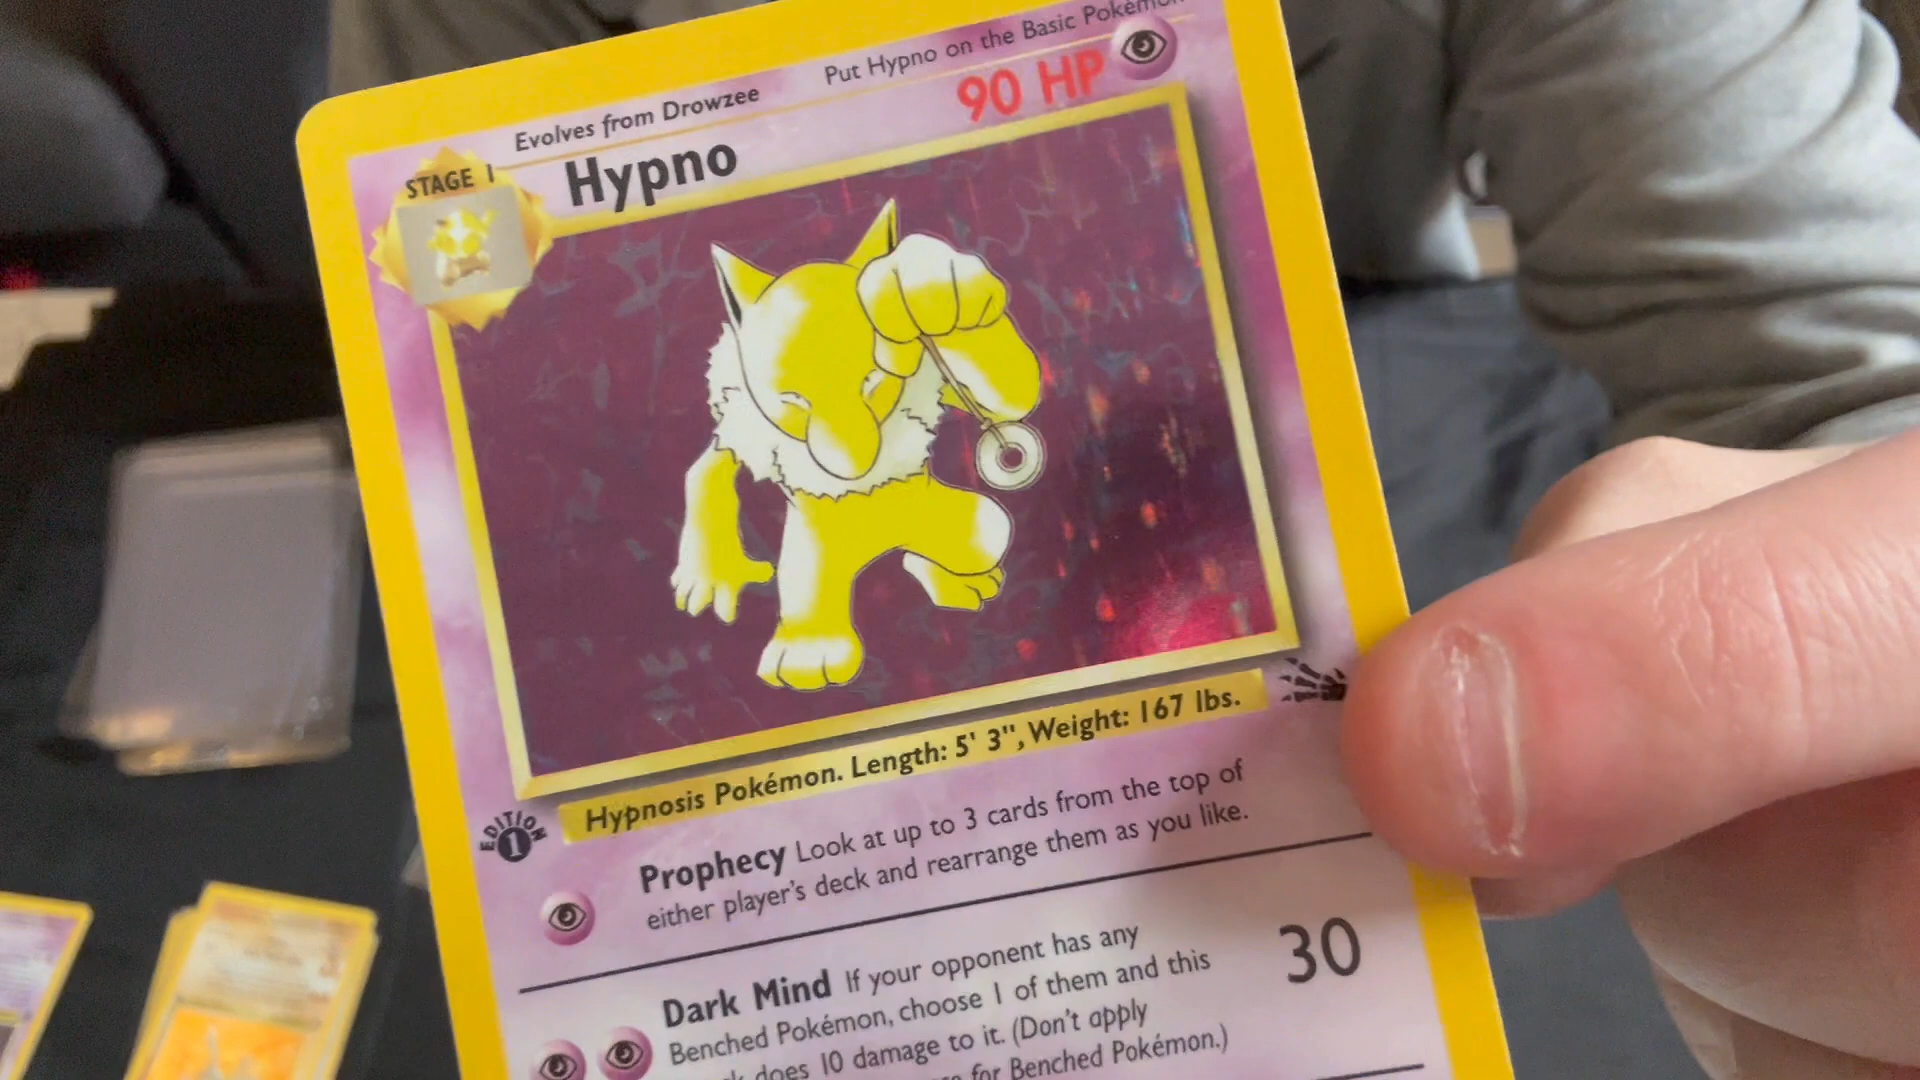 Put Hypno on the Basic Pokémon
Evolves from Drowzee
90 HP
STAGE 1
Hypno
Hypnosis Pokémon. Length: 5' 3", Weight: 167 lbs.
EDITION
1
Prophecy Look at up to 3 cards from the top of
either player's deck and rearrange them as you like.
Dark Mind If your opponent has any
30
Benched Pokémon, choose 1 of them and this
does 10 damage to it. (Don't apply
for Benched Pokémon.)